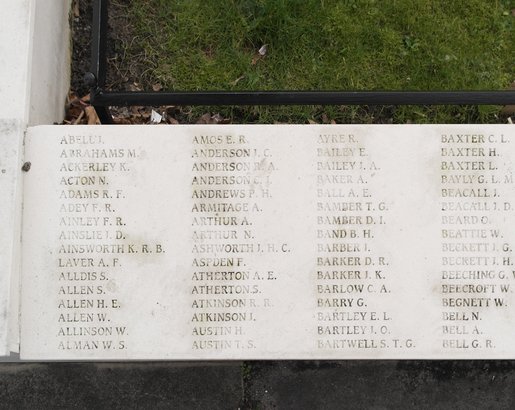 ABELL J.
ABRAHAMS M.
ACKERLEY K.
ACTON N.
ADAMS R. F.
ADEY F. R.
AINLEY F. R.
AINSLIE J. D.
AINSWORTH K. R. B.
LAVER A. F.
ALLDIS S.
ALLEN S.
ALLEN H. E.
ALLEN W.
ALLINSON W.
ALMAN W. S.
AMOS E. R.
ANDERSON J. C.
ANDERSON R. A.
ANDERSON
ANDREWS P. H.
ARMITAGE A.
ARTHUR A.
ARTHUR N.
ASHWORTH J. H. C.
ASPDEN F.
ATHERTON A. E.
ATHERTON S.
ATKINSON R. R.
ATKINSON J.
AUSTIN H.
AUSTIN T. S.
AYRE R.
BAILEY E.
BAILEY J. A.
BAKER A.
BALL A. E.
BAMBER T. G.
BAMBER D. I.
BAND B. H.
BARBER J.
BARKER D. R.
BARKER J. K.
BARLOW C. A.
BARRY G.
BARTLEY E. L.
BARTLEY J. O.
BARTWELL S. T. G.
BAXTER C. L.
BAXTER H.
BAXTER L.
BAYLY G. L. M
BEACALL J.
BEACALL J. D.
BEARD O.
BEATTIE W.
BECKETT J. G.
BECKETT J. H.
BEECHING G.
BEECROFT W.
BEGNETT W.
BELL N.
BELL A.
BELL G. R.